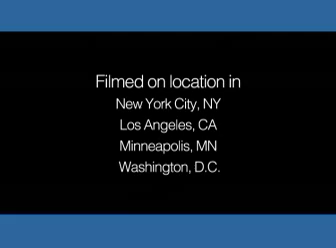 Filmed on location in
New York City, NY
Los Angeles, CA
Minneapolis, MN
Washington, D.C.